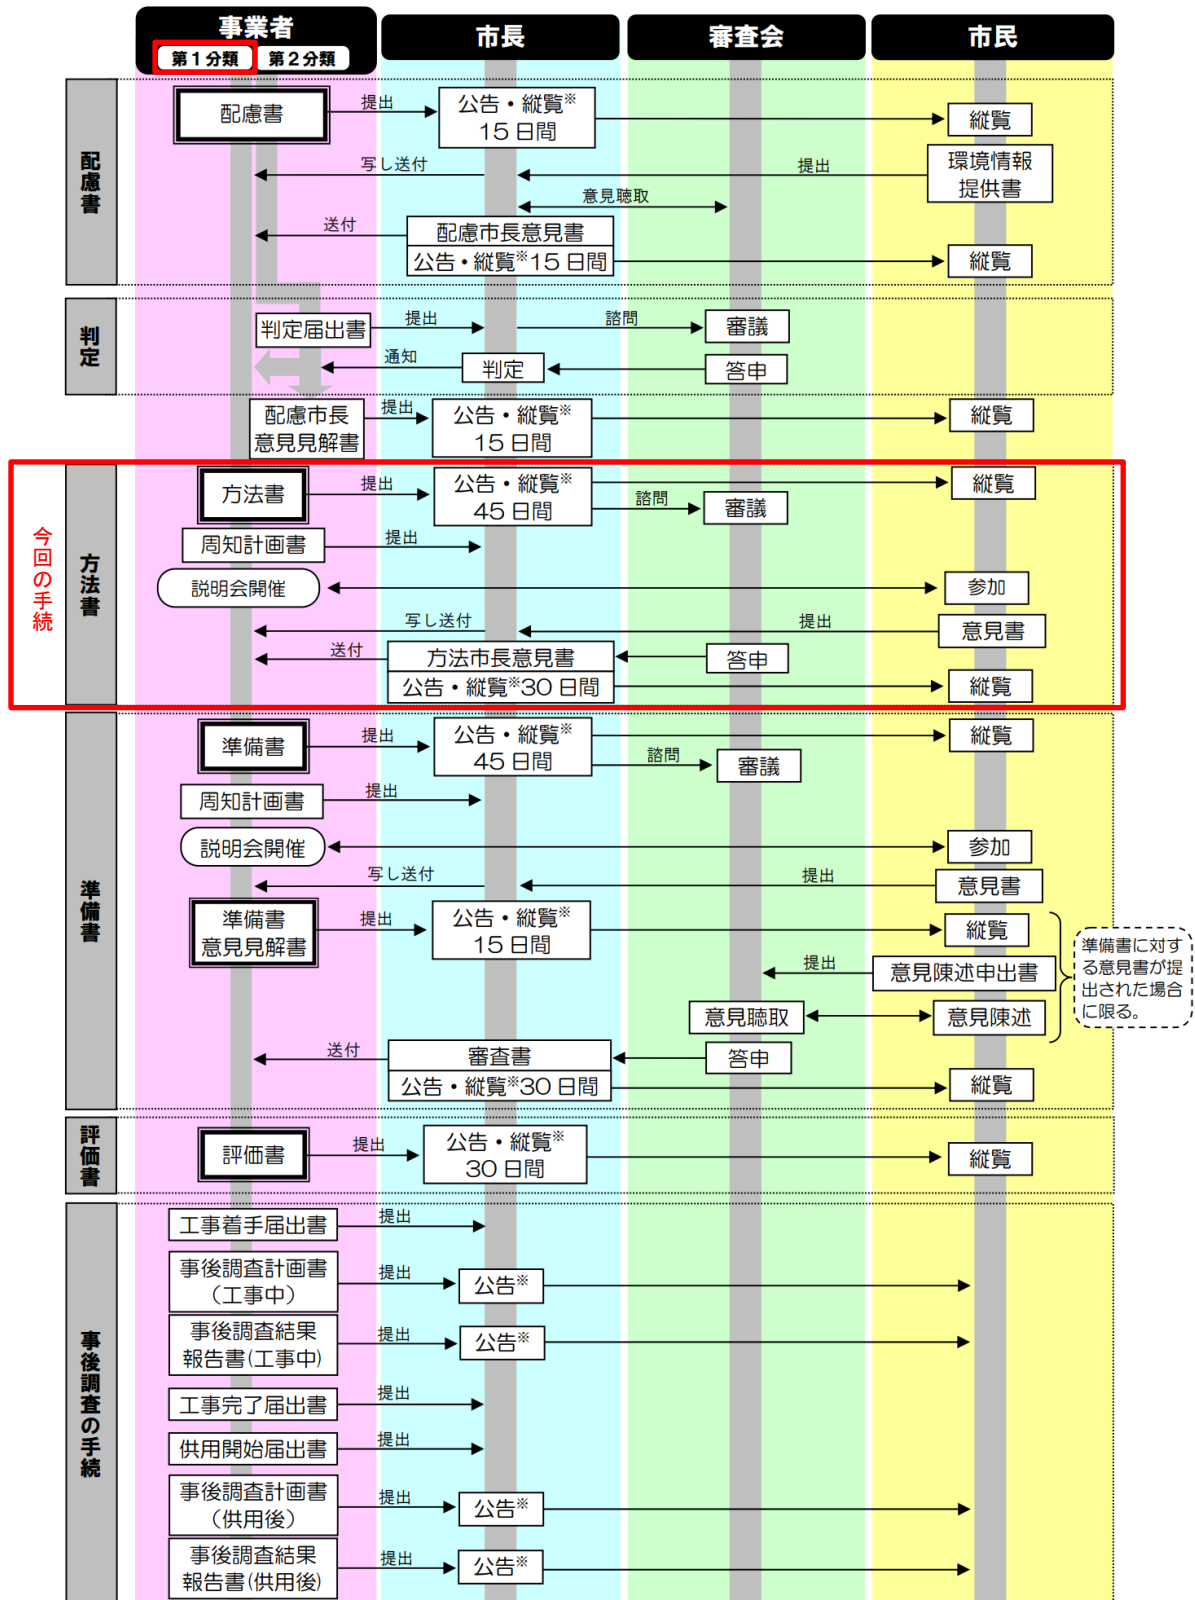 事業者
第１分類
第２分類
市長
審査会
市民
配慮書
配慮書
提出
公告・縦覧※
15日間
縦覧
環境情報
提供書
提出
写し送付
意見聴取
配慮市長意見書
送付
公告・縦覧※15日間
縦覧
判定
判定届出書
提出
諮問
審議
答申
判定
通知
配慮市長
意見見解書
提出
公告・縦覧※
15日間
縦覧
今回の手続
方法書
方法書
提出
公告・縦覧※
45日間
縦覧
諮問
審議
周知計画書
提出
説明会開催
参加
意見書
提出
写し送付
答申
方法市長意見書
送付
公告・縦覧※30日間
縦覧
準備書
準備書
提出
公告・縦覧※
45日間
縦覧
諮問
審議
周知計画書
提出
説明会開催
参加
意見書
提出
写し送付
準備書
意見見解書
提出
公告・縦覧※
15日間
縦覧
準備書に対す
る意見書が提
出された場合
に限る。
意見陳述申出書
提出
意見聴取
意見陳述
答申
審査書
送付
公告・縦覧※30日間
縦覧
評価書
評価書
提出
公告・縦覧※
30日間
縦覧
事後調査の手続
工事着手届出書
提出
事後調査計画書
（工事中）
提出
公告※
事後調査結果
報告書(工事中)
提出
公告※
工事完了届出書
提出
供用開始届出書
提出
事後調査計画書
（供用後）
提出
公告※
事後調査結果
報告書(供用後)
提出
公告※